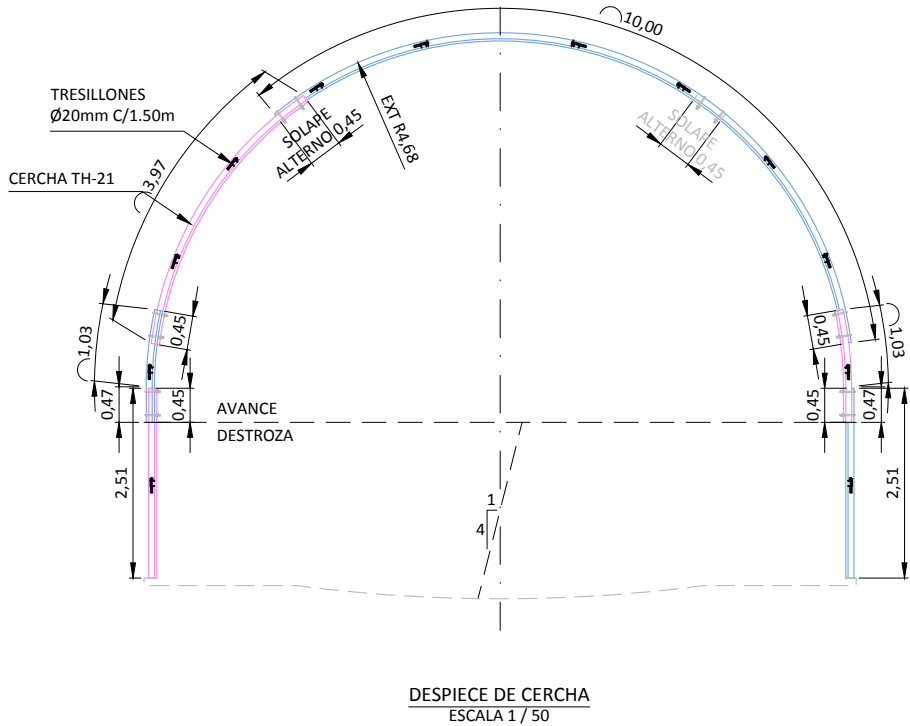 10,00
TRESILLONES
Ø20mm C/1.50m
SOLAPE
ALTERNO 0,45
EXT R4,68
SOLAPE
ALTERNO 0,45
CERCHA TH-21
3,97
1,03
0,45
0,45
1,03
0,47
0,45
AVANCE
DESTROZA
0,45
0,47
2,51
1
4
2,51
DESPIECE DE CERCHA
ESCALA 1 / 50